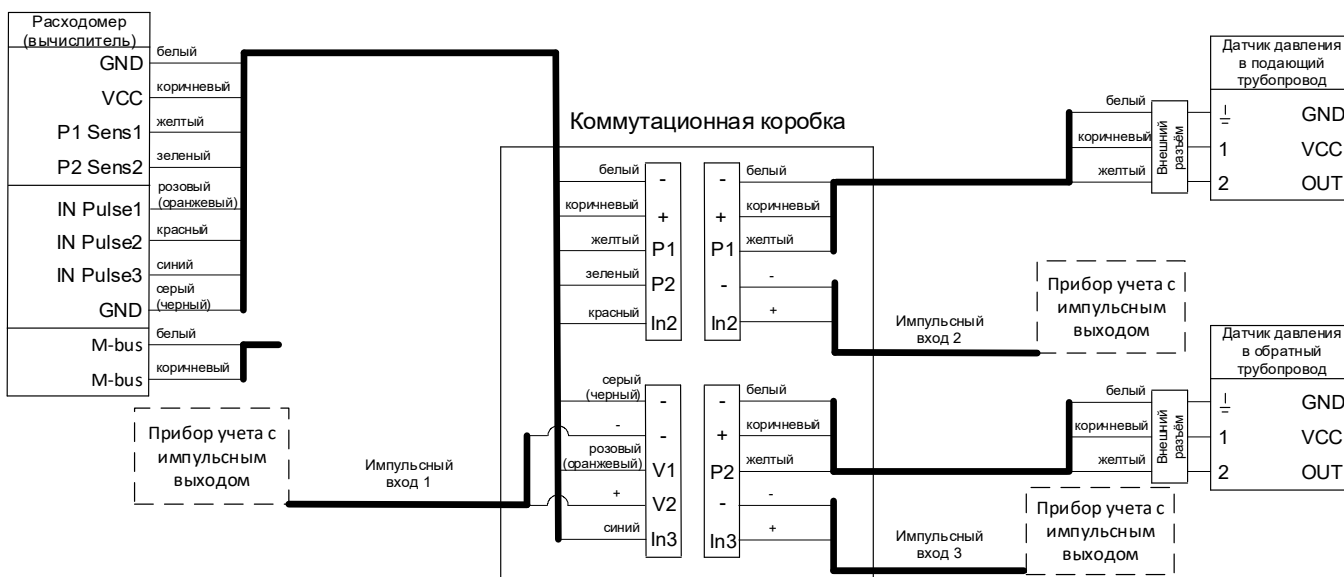 Расходомер
(вычислитель)
GND
VCC
P1 Sens1
P2 Sens2
IN Pulse1
IN Pulse2
IN Pulse3
GND
M-bus
M-bus
белый
коричневый
желтый
зеленый
розовый
(оранжевый)
красный
синий
серый
(черный)
белый
коричневый
Прибор учета с
импульсным
выходом
Импульсный
вход 1
Коммутационная коробка
белый
коричневый
желтый
зеленый
красный
-
+
P1
P2
In2
-
+
P1
-
In2
белый
коричневый
желтый
-
+
серый
(черный)
-
розовый
(оранжевый)
+
синий
-
-
V1
V2
In3
-
+
P2
-
In3
белый
коричневый
желтый
-
+
Импульсный
вход 2
Прибор учета с
импульсным
выходом
Импульсный
вход 3
Прибор учета с
импульсным
выходом
белый
коричневый
желтый
Внешний
разъём
Датчик давления
в подающий
трубопровод
GND
1 VCC
2 OUT
белый
коричневый
желтый
Внешний
разъём
Датчик давления
в обратный
трубопровод
GND
1 VCC
2 OUT